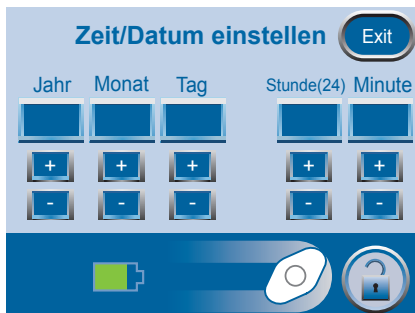 Zeit/Datum einstellen Exit
Jahr Monat Tag Stunde(24) Minute
+ + + + +
- - - - -